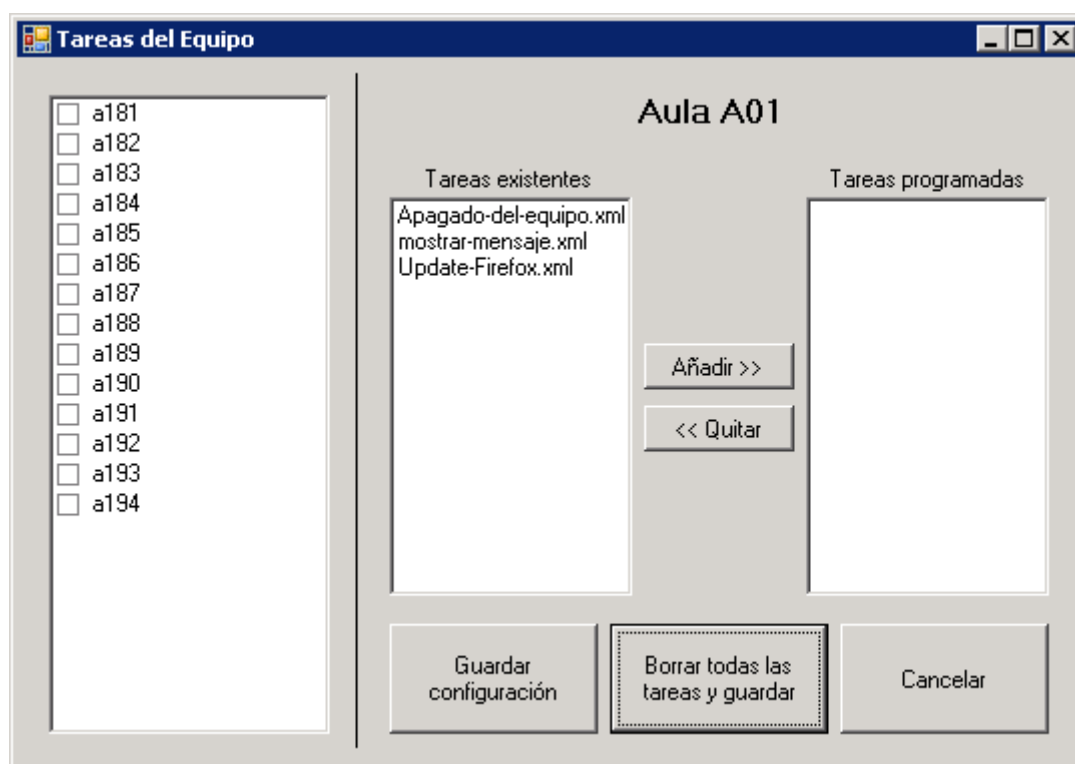 Tareas del Equipo
a181
a182
a183
a184
a185
a186
a187
a188
a189
a190
a191
a192
a193
a194
Aula A01
Tareas existentes
Apagado-del-equipo.xml
mostrar-mensaje.xml
Update-Firefox.xml
Añadir >>
<< Quitar
Tareas programadas
Guardar
configuración
Borrar todas las
tareas y guardar
Cancelar